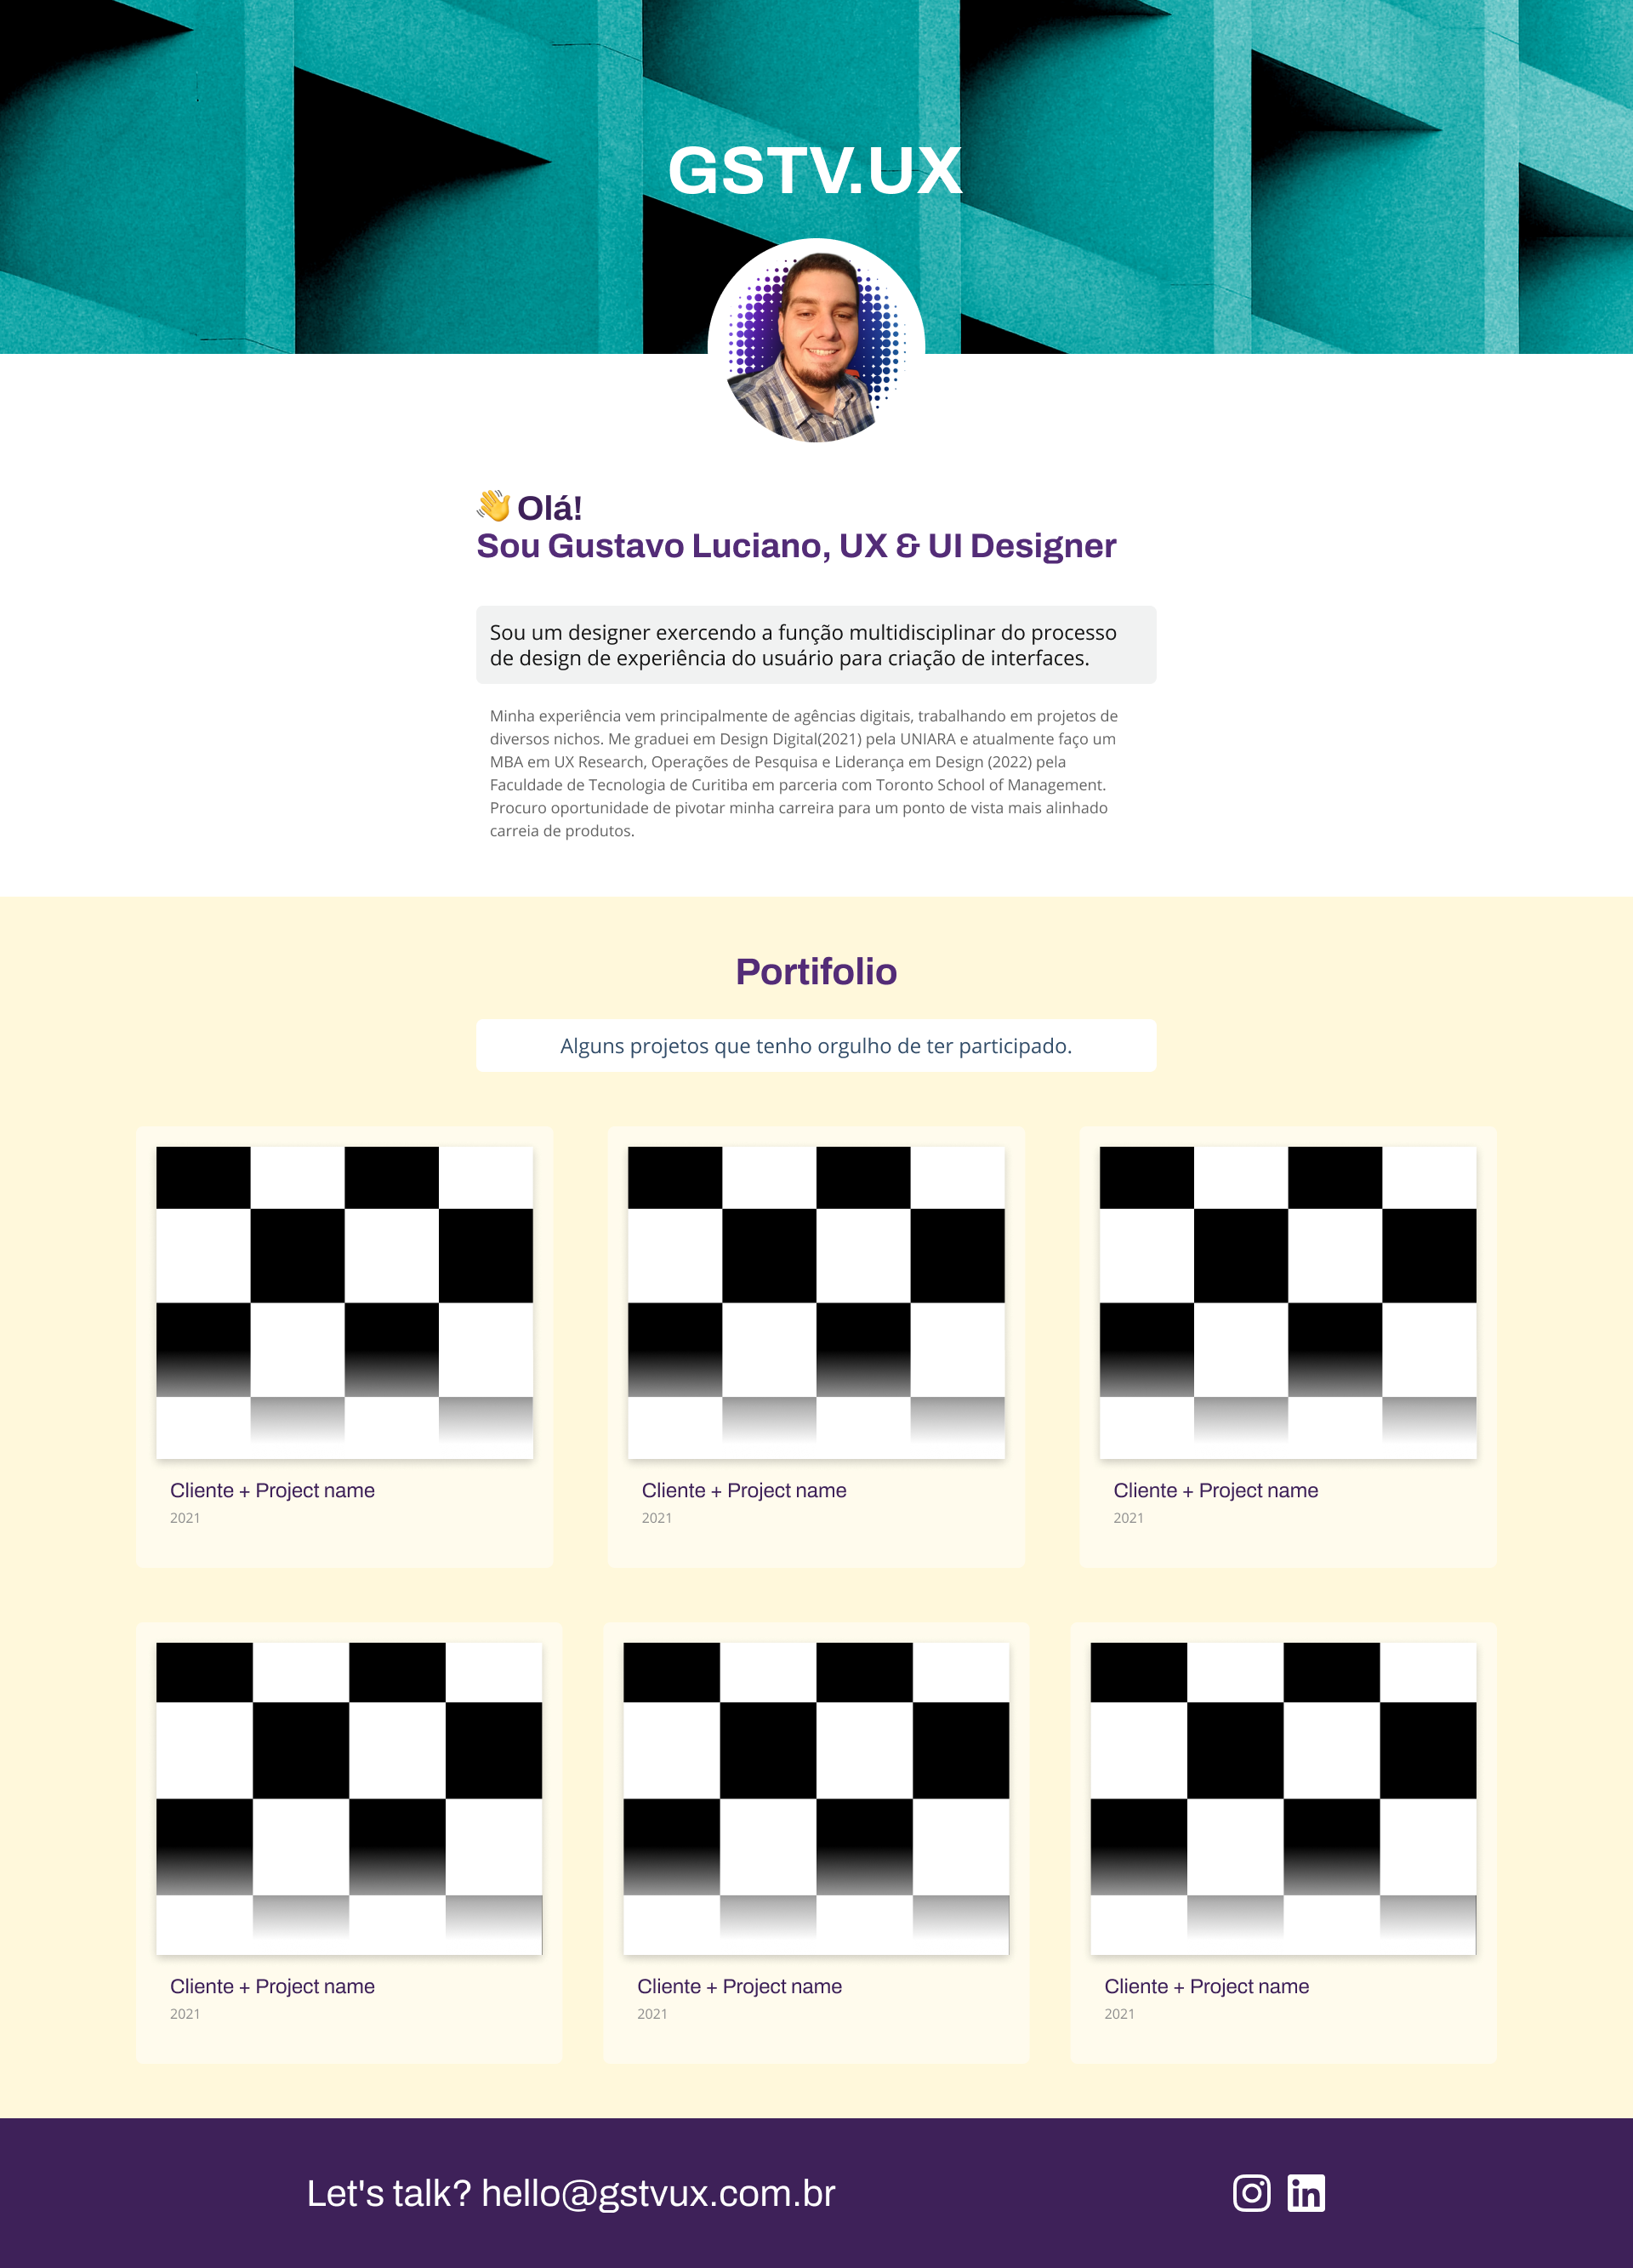 GSTV.UX
👋 Olá!
Sou Gustavo Luciano, UX & UI Designer
Sou um designer exercendo a função multidisciplinar do processo
de design de experiência do usuário para criação de interfaces.
Minha experiência vem principalmente de agências digitais, trabalhando em projetos de
diversos nichos. Me graduei em Design Digital(2021) pela UNIARA e atualmente faço um
MBA em UX Research, Operações de Pesquisa e Liderança em Design (2022) pela
Faculdade de Tecnologia de Curitiba em parceria com Toronto School of Management.
Procuro oportunidade de pivotar minha carreira para um ponto de vista mais alinhado
carreia de produtos.
Portifolio
Alguns projetos que tenho orgulho de ter participado.
Cliente + Project name
2021
Cliente + Project name
2021
Cliente + Project name
2021
Cliente + Project name
2021
Cliente + Project name
2021
Cliente + Project name
2021
Let's talk? hello@gstvux.com.br
in